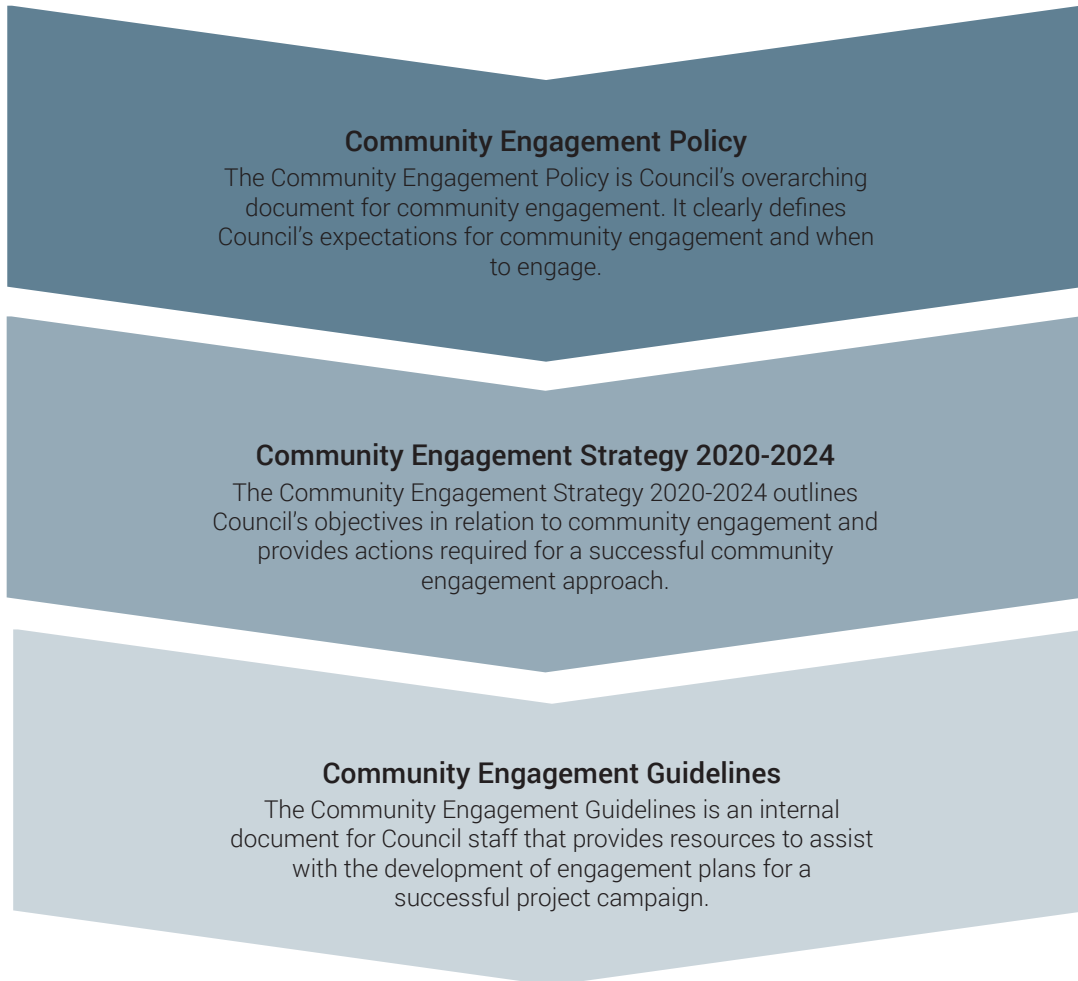 Community Engagement Policy
The Community Engagement Policy is Council’s overarching
document for community engagement. It clearly defines
Council’s expectations for community engagement and when
to engage.
Community Engagement Strategy 2020-2024
The Community Engagement Strategy 2020-2024 outlines
Council’s objectives in relation to community engagement and
provides actions required for a successful community
engagement approach.
Community Engagement Guidelines
The Community Engagement Guidelines is an internal
document for Council staff that provides resources to assist
with the development of engagement plans for a
successful project campaign.